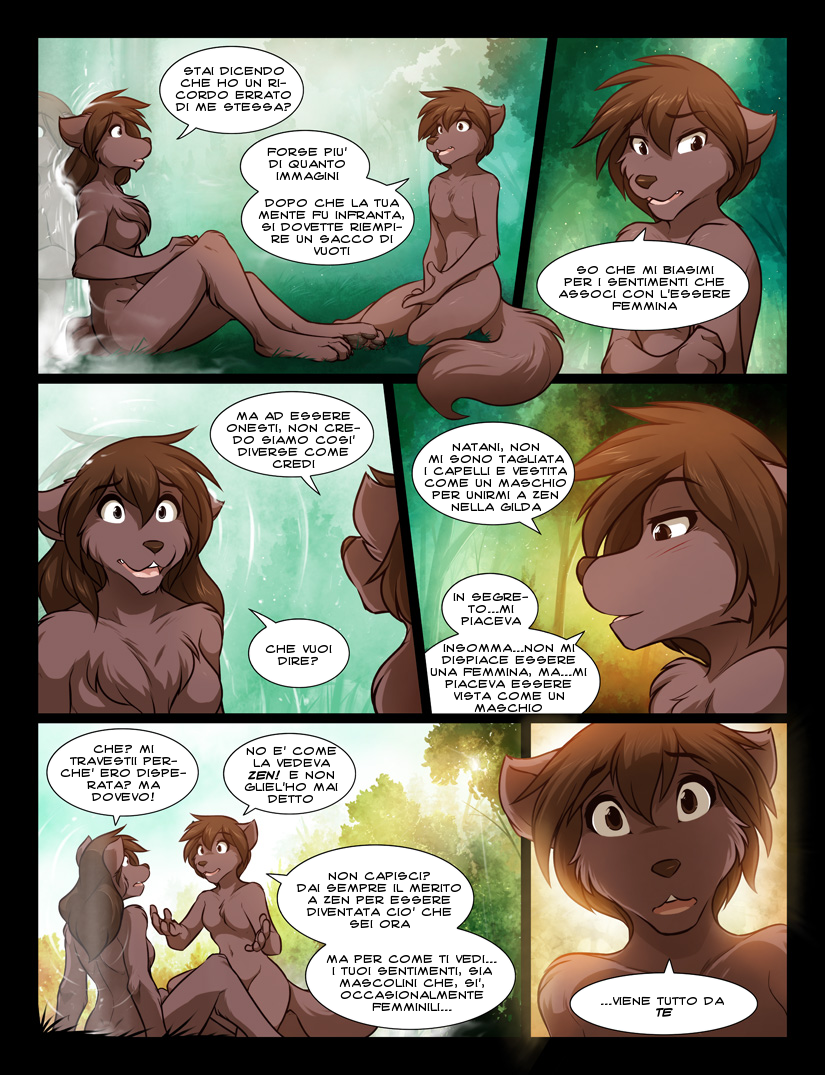 STAI DICENDO
CHE HO UN RI-
CORDO ERRATO
DI ME STESSA?
FORSE PIU'
DI QUANTO
IMMAGINI
DOPO CHE LA TUA
MENTE FU INFRANTA,
SI DOVETTE RIEMPI-
RE UN SACCO DI
VUOTI
SO CHE MI BIASIMI
PER I SENTIMENTI CHE
ASSOCI CON L'ESSERE
FEMMINA
MA AD ESSERE
ONESTI, NON CRE-
DO SIAMO COSI'
DIVERSE COME
CREDI
CHE VUOI
DIRE?
NATANI, NON
MI SONO TAGLIATA
I CAPELLI E VESTITA
COME UN MASCHIO
PER UNIRMI A ZEN
NELLA GILDA
IN SEGRE-
TO...MI
PIACEVA
INSOMMA...NON MI
DISPIACE ESSERE
UNA FEMMINA, MA...MI
PIACEVA ESSERE
VISTA COME UN
MASCHIO
CHE? MI
TRAVESTII PER-
CHE' ERO DISPE-
RATA? MA
DOVEVO!
NO E' COME
LA VEDEVA
ZEN! E NON
GLIEL'HO MAI
DETTO
NON CAPISCI?
DAI SEMPRE IL MERITO
A ZEN PER ESSERE
DIVENTATA CIO' CHE
SEI ORA
MA PER COME TI VEDI...
I TUOI SENTIMENTI, SIA
MASCOLINI CHE, SI',
OCCASIONALMENTE
FEMMINILI...
...VIENE TUTTO DA
TE